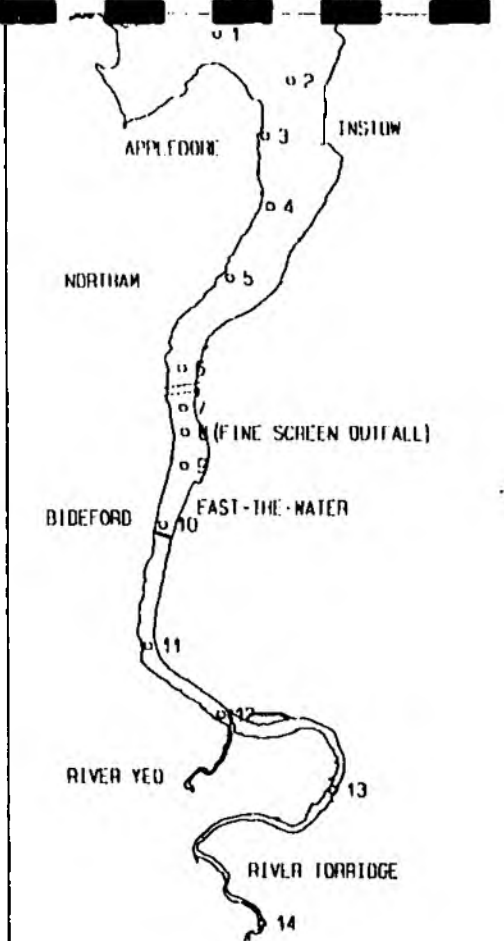 1
2
3
INSTOW
APPLEDORE
4
5
NORTHAM
6
7
8 (FINE SCREEN OUTFALL)
9
EAST-THE-WATER
BIDEFORD
10
11
12
RIVER YEO
13
RIVER TORRIDGE
14